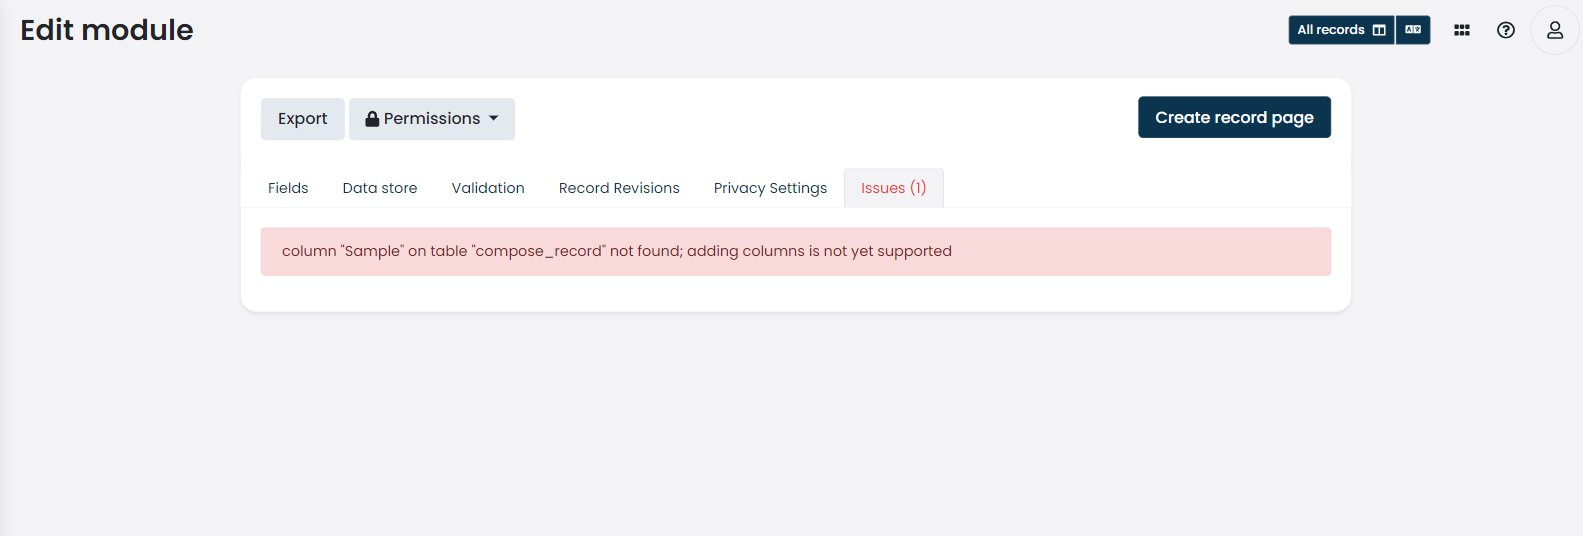 Edit module
All records
Export
Permissions
Create record page
Fields
Data store
Validation
Record Revisions
Privacy Settings
Issues (1)
column "Sample" on table "compose_record" not found; adding columns is not yet supported